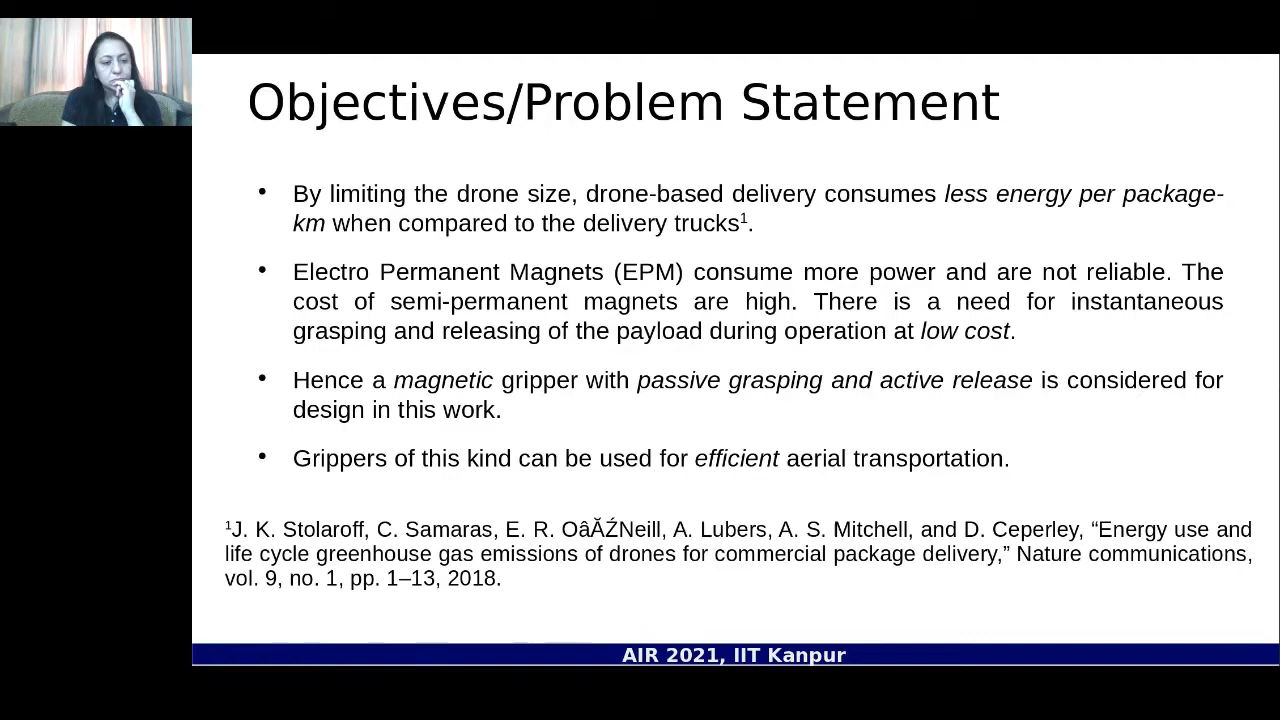 Objectives/Problem Statement
• By limiting the drone size, drone-based delivery consumes less energy per package-
km when compared to the delivery trucks¹.
• Electro Permanent Magnets (EPM) consume more power and are not reliable. The
cost of semi-permanent magnets are high. There is a need for instantaneous
grasping and releasing of the payload during operation at low cost.
• Hence a magnetic gripper with passive grasping and active release is considered for
design in this work.
• Grippers of this kind can be used for efficient aerial transportation.
¹J. K. Stolaroff, C. Samaras, E. R. OâĂŹNeill, A. Lubers, A. S. Mitchell, and D. Ceperley, “Energy use and
life cycle greenhouse gas emissions of drones for commercial package delivery,” Nature communications,
vol. 9, no. 1, pp. 1–13, 2018.
AIR 2021, IIT Kanpur